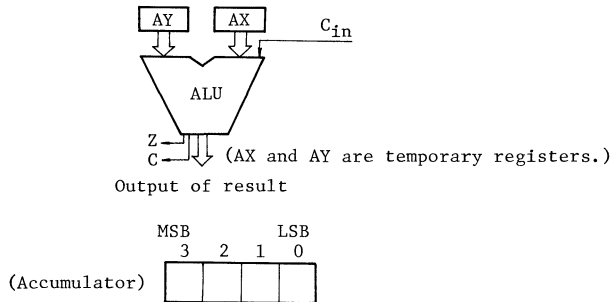 AY AX
C_in
ALU
Z
C
(AX and AY are temporary registers.)
Output of result
MSB LSB
3 2 1 0
(Accumulator)